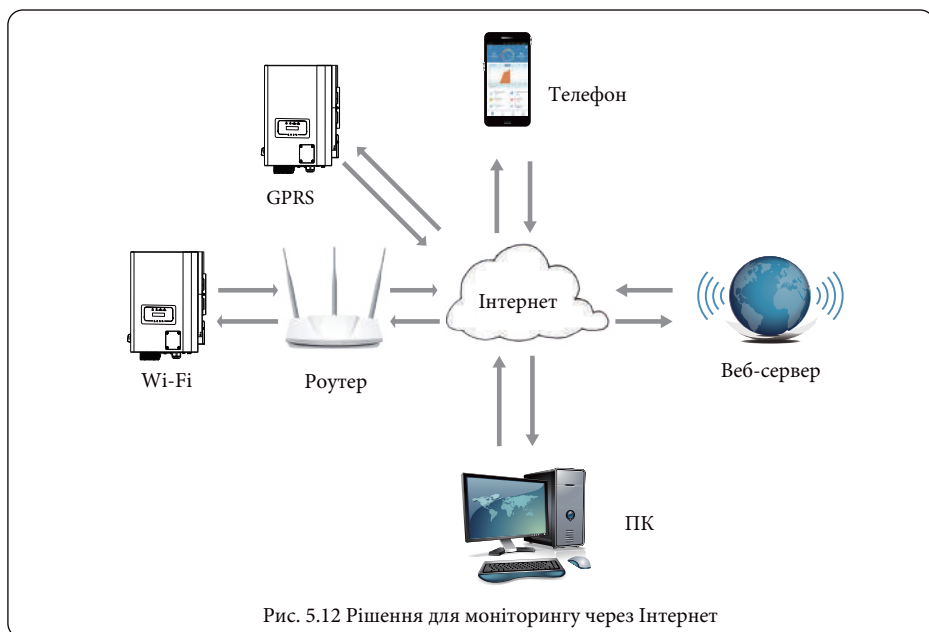 Телефон
GPRS
Інтернет
Wi-Fi
Роутер
Веб-сервер
ПК
Рис. 5.12 Рішення для моніторингу через Інтернет